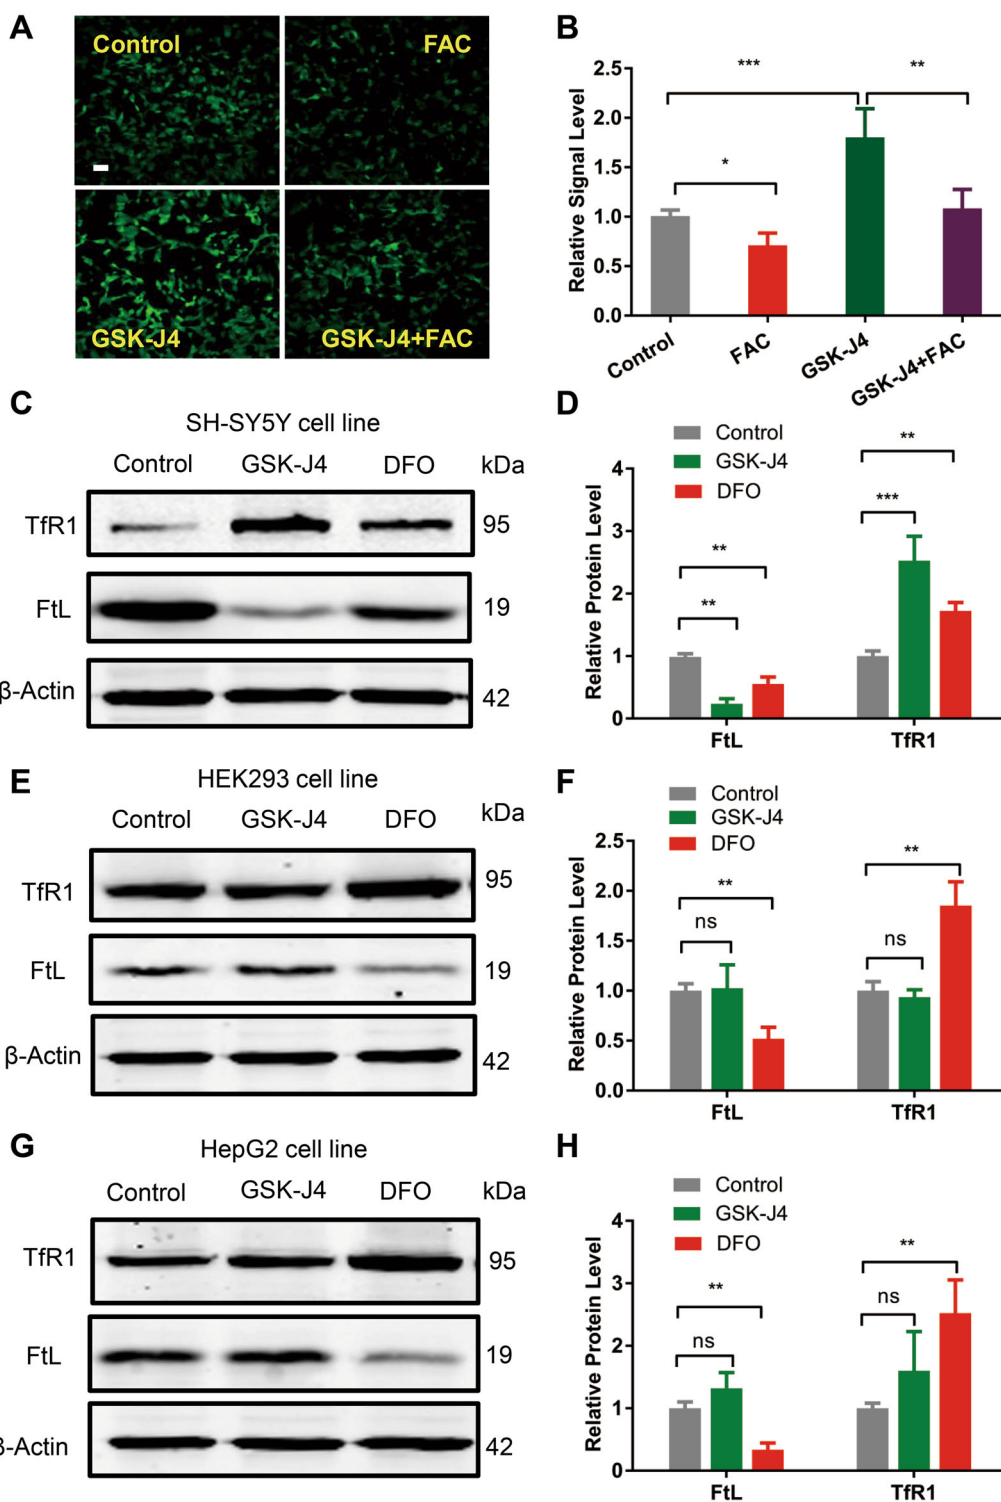 A
Control
FAC
GSK-J4
GSK-J4+FAC
B
Relative Signal Level
2.5
2.0
1.5
1.0
0.5
0.0
***
**
*
Control
FAC
GSK-J4
GSK-J4+FAC
C
SH-SY5Y cell line
Control GSK-J4 DFO kDa
TfR1 95
FtL 19
β-Actin 42
D
Control
GSK-J4
DFO
Relative Protein Level
4
3
2
1
0
**
**
**
***
FtL TfR1
E
HEK293 cell line
Control GSK-J4 DFO kDa
TfR1 95
FtL 19
β-Actin 42
F
Control
GSK-J4
DFO
Relative Protein Level
2.5
2.0
1.5
1.0
0.5
0.0
**
ns
**
ns
FtL TfR1
G
HepG2 cell line
Control GSK-J4 DFO kDa
TfR1 95
FtL 19
β-Actin 42
H
Control
GSK-J4
DFO
Relative Protein Level
4
3
2
1
0
**
ns
**
ns
FtL TfR1